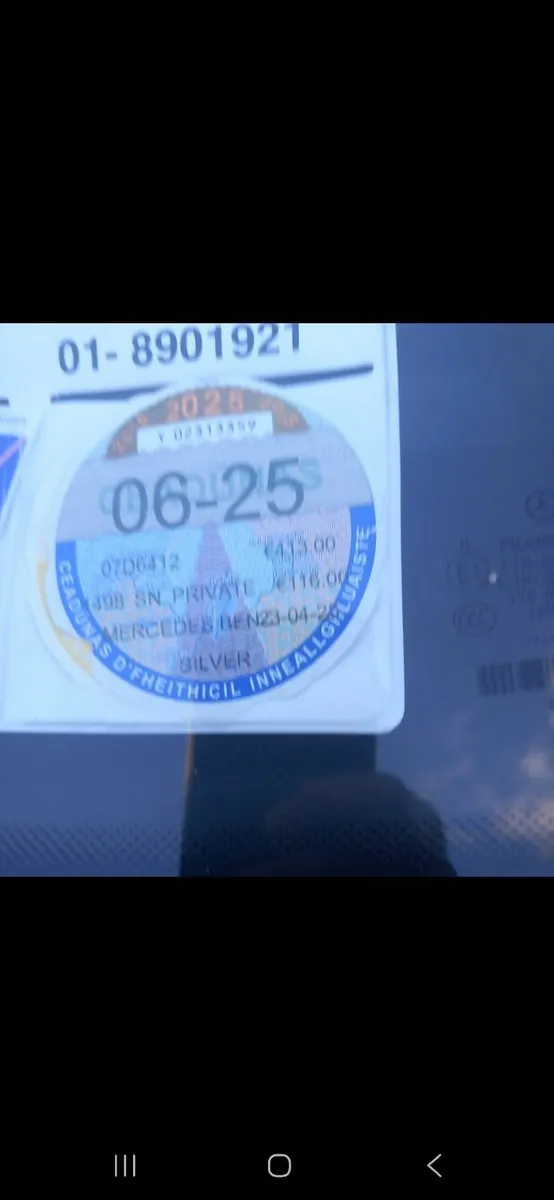 01- 8901921
2025
Y 02313359
06-25
07D6412
€413.00
1498 SN. PRIVATE €116.00
MERCEDES BENZ
SILVER
CEADÚNAS D'FHEITHICIL INNEALLGHLUAISTE